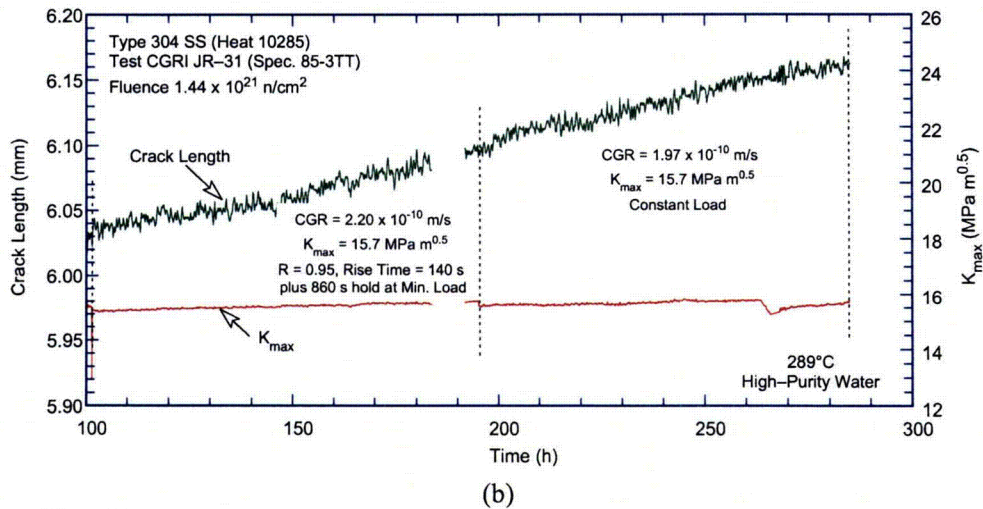 6.20
6.15
6.10
6.05
6.00
5.95
5.90
Crack Length (mm)
Type 304 SS (Heat 10285)
Test CGRI JR–31 (Spec. 85-3TT)
Fluence 1.44 x 10²¹ n/cm²
Crack Length
CGR = 2.20 x 10⁻¹⁰ m/s
Kmax = 15.7 MPa m⁰·⁵
R = 0.95, Rise Time = 140 s
plus 860 s hold at Min. Load
Kmax
CGR = 1.97 x 10⁻¹⁰ m/s
Kmax = 15.7 MPa m⁰·⁵
Constant Load
289°C
High–Purity Water
26
24
22
20
18
16
14
12
Kmax (MPa m⁰·⁵)
100 150 200 250 300
Time (h)
(b)